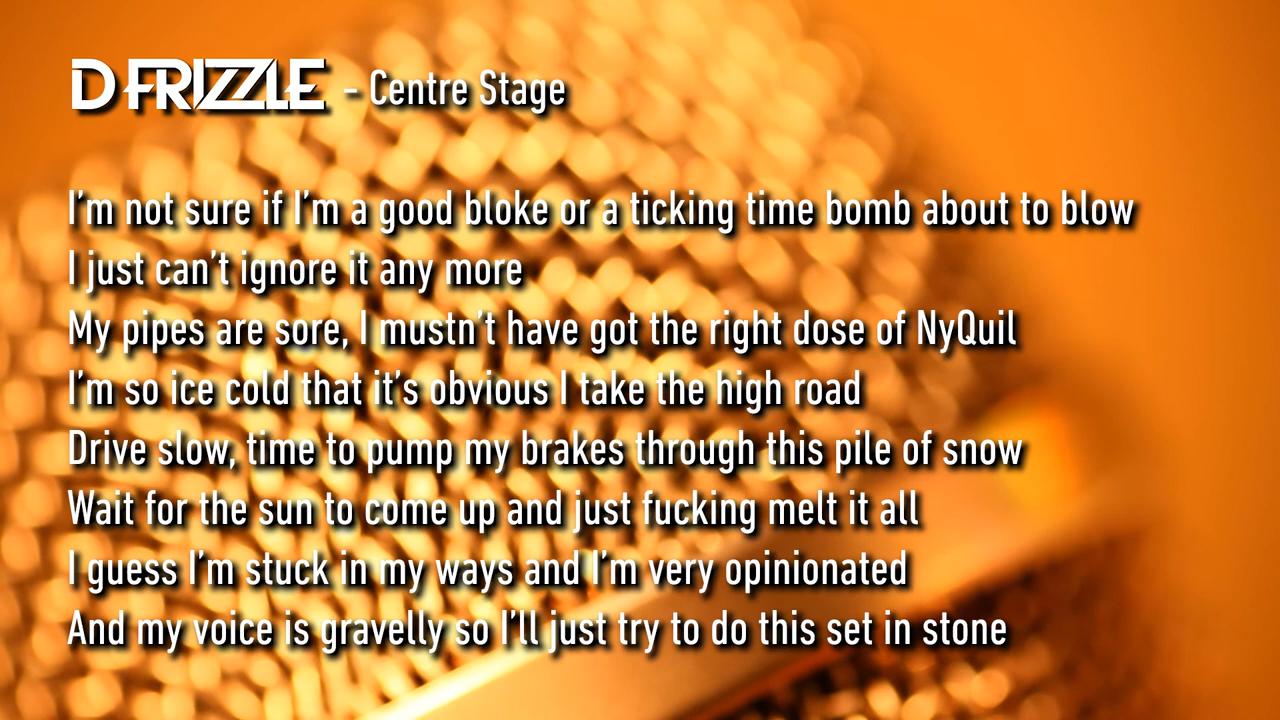 D FRIZZLE - Centre Stage
I'm not sure if I'm a good bloke or a ticking time bomb about to blow
I just can't ignore it any more
My pipes are sore, I mustn't have got the right dose of NyQuil
I'm so ice cold that it's obvious I take the high road
Drive slow, time to pump my brakes through this pile of snow
Wait for the sun to come up and just fucking melt it all
I guess I'm stuck in my ways and I'm very opinionated
And my voice is gravelly so I'll just try to do this set in stone